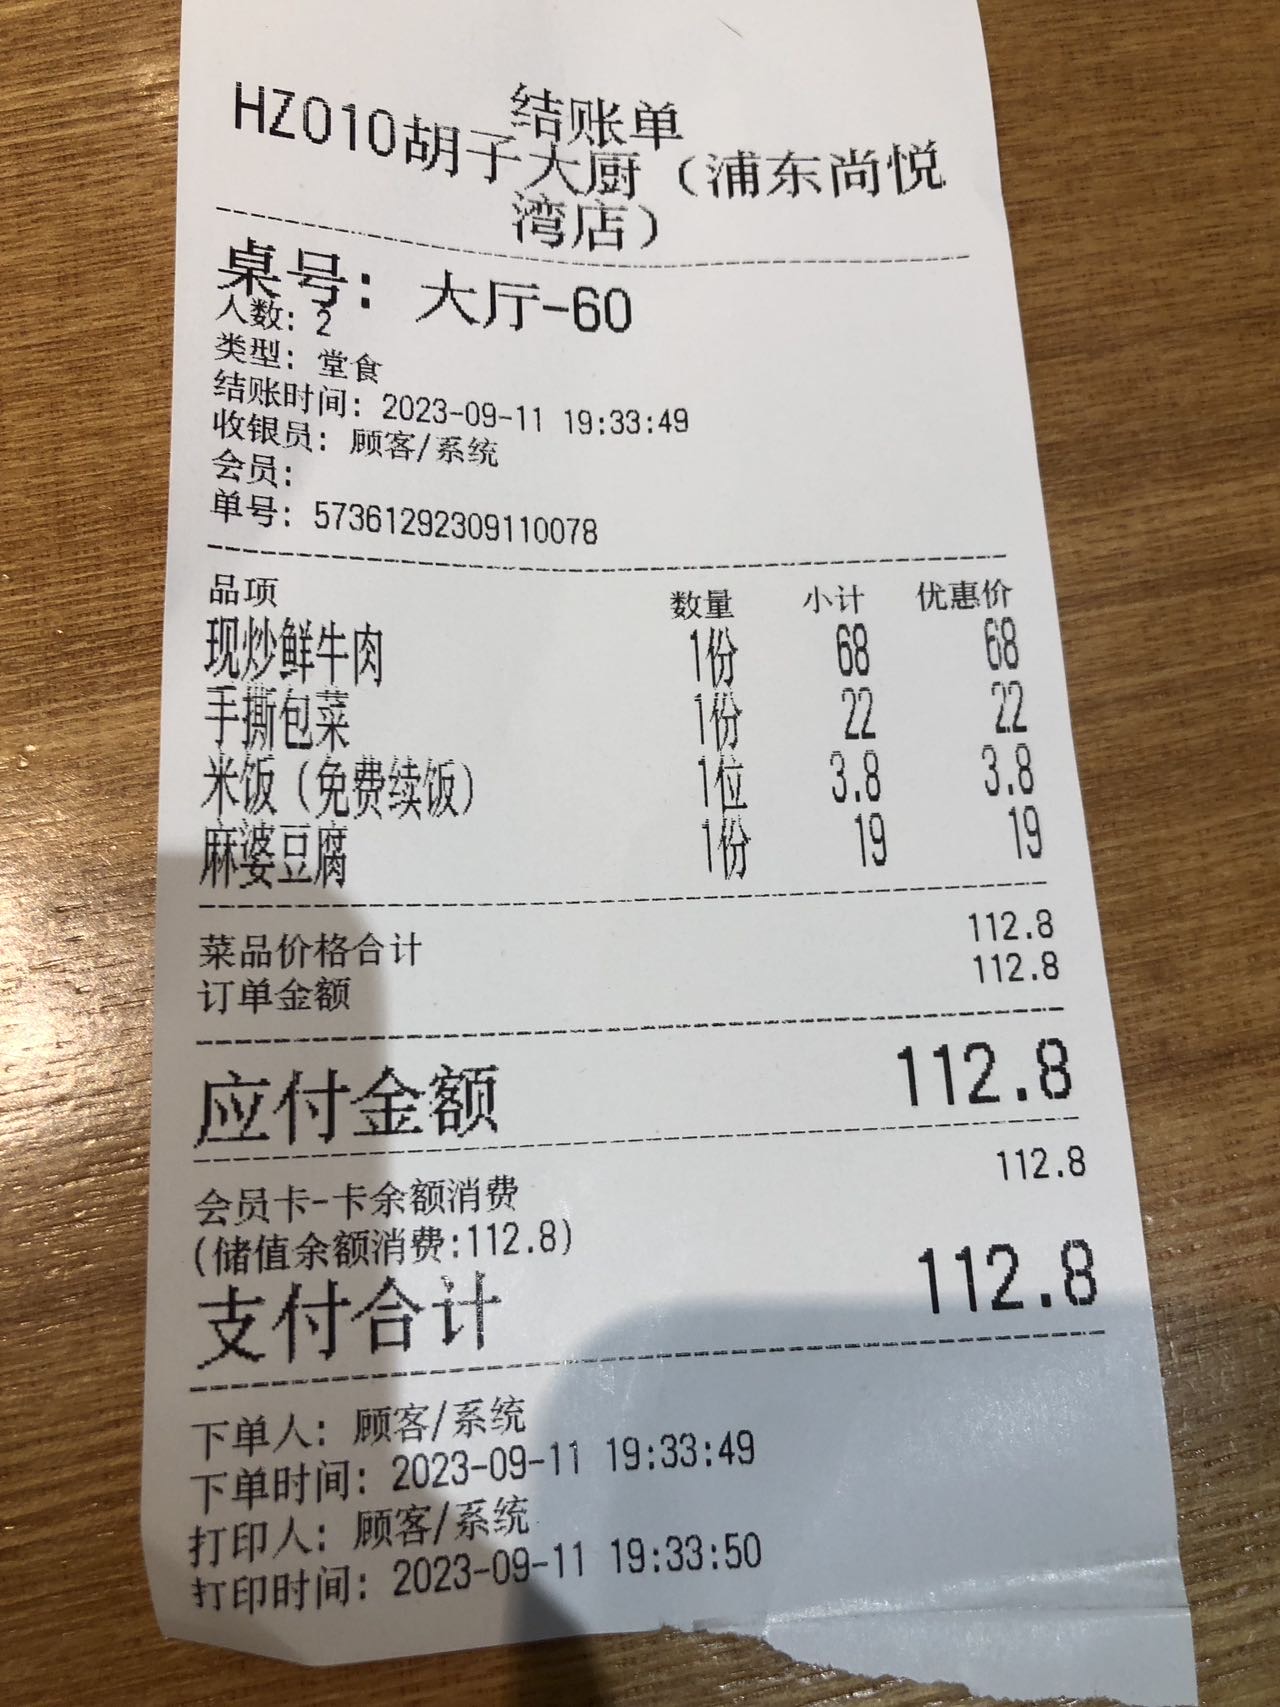 结账单
HZ010胡子大厨（浦东尚悦
湾店）
桌号： 大厅-60
人数：2
类型：堂食
结账时间：2023-09-11 19:33:49
收银员：顾客/系统
会员：
单号：57361292309110078
品项 数量 小计 优惠价
现炒鲜牛肉 1份 68 68
手撕包菜 1份 22 22
米饭（免费续饭） 1位 3.8 3.8
麻婆豆腐 1份 19 19
菜品价格合计 112.8
订单金额 112.8
应付金额 112.8
会员卡-卡余额消费 112.8
(储值余额消费:112.8)
支付合计 112.8
下单人：顾客/系统
下单时间：2023-09-11 19:33:49
打印人：顾客/系统
打印时间：2023-09-11 19:33:50